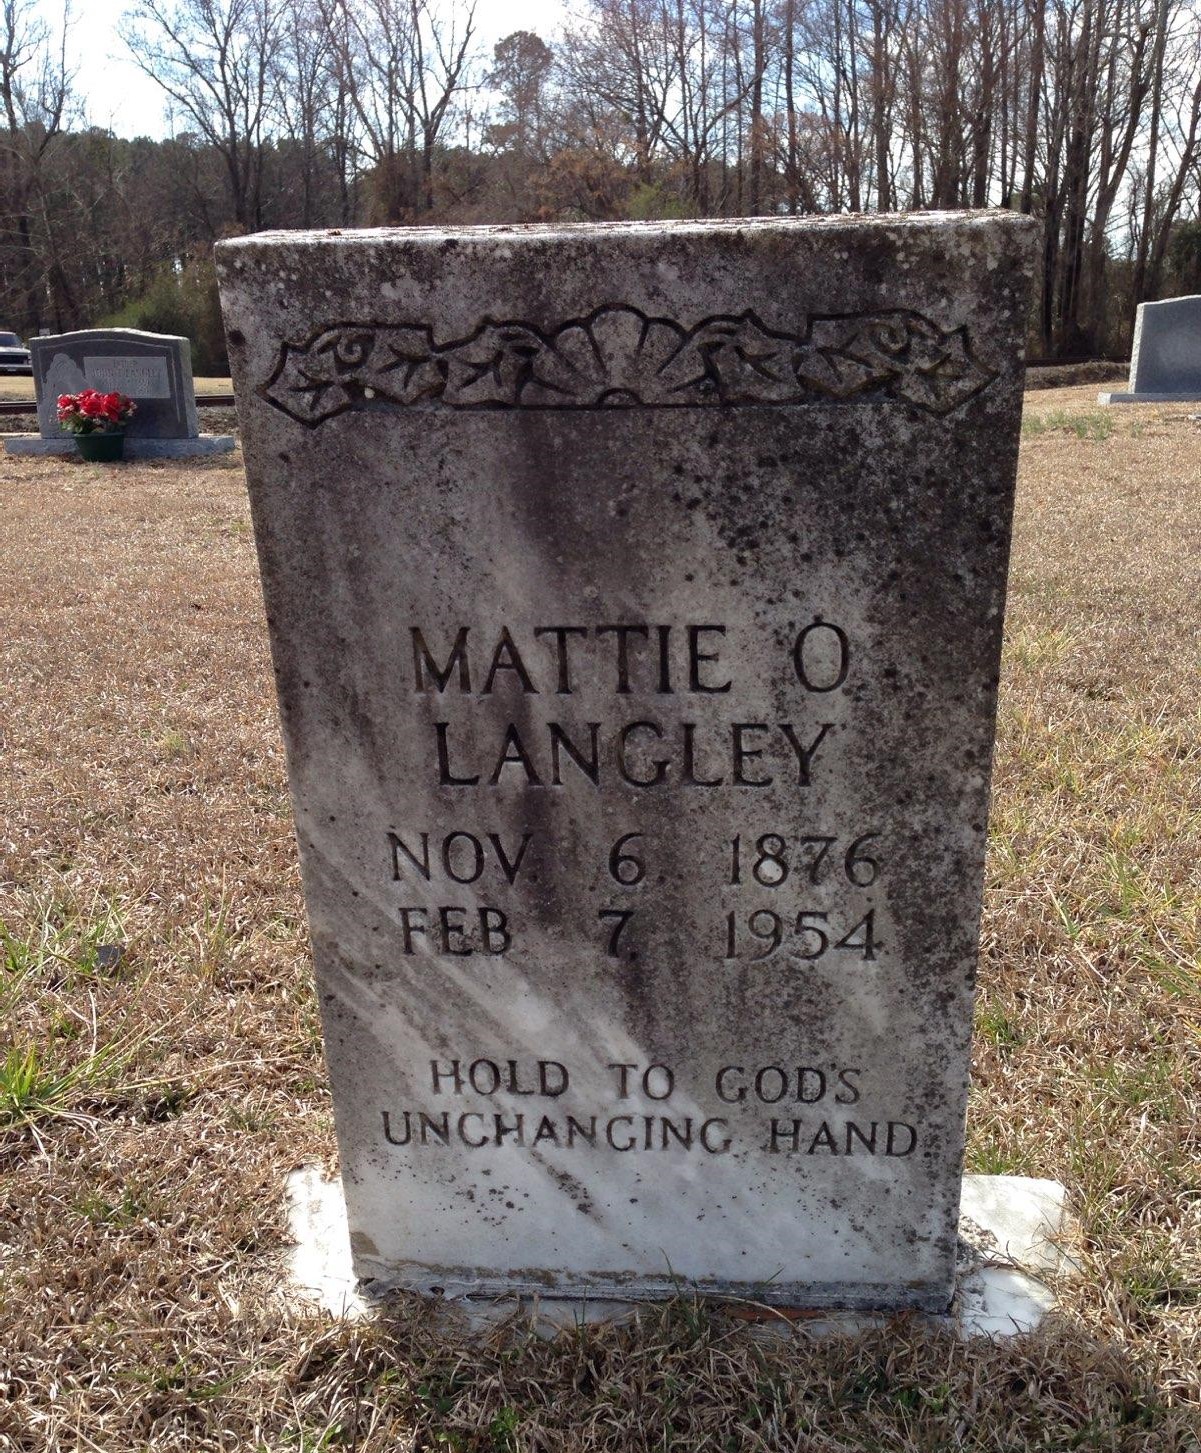 MATTIE O
LANGLEY
NOV 6 1876
FEB 7 1954
HOLD TO GOD'S
UNCHANGING HAND